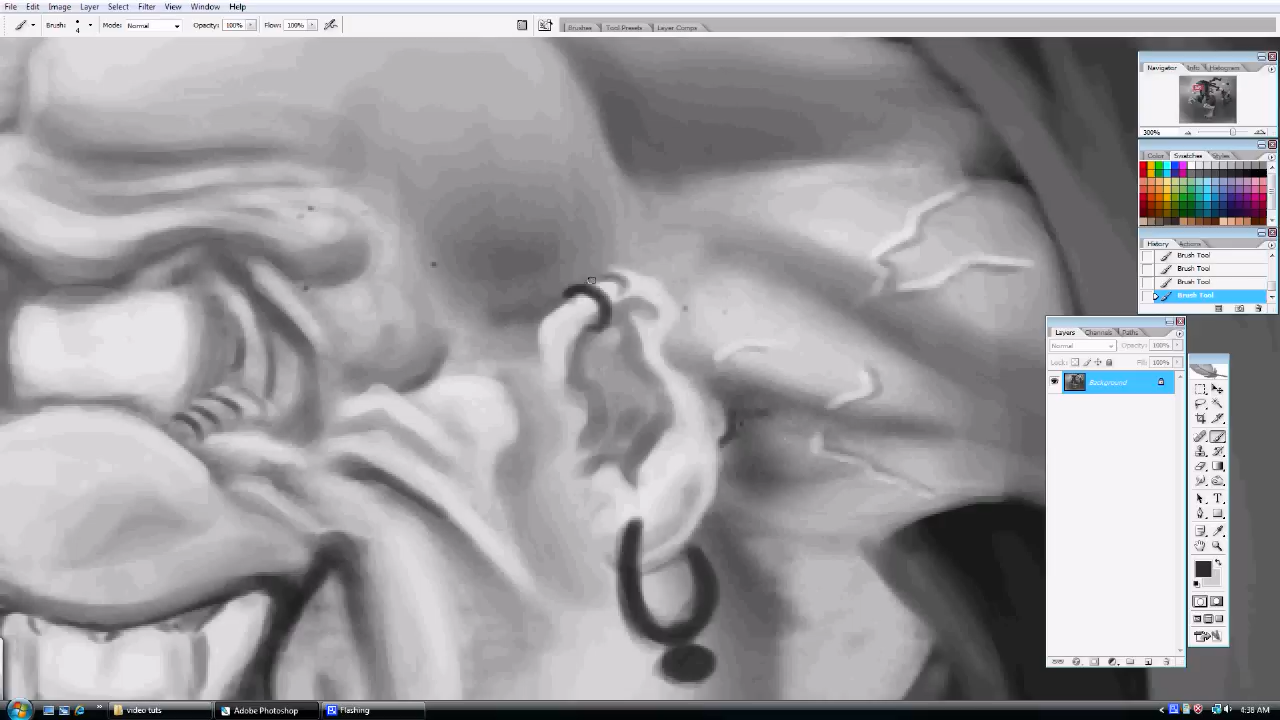 File Edit Image Layer Select Filter View Window Help
Brush: 4 Mode: Normal Opacity: 100% Flow: 100% Brushes Tool Presets Layer Comps
Navigator Info Histogram
300%
Color Swatches Styles
History Actions
Brush Tool
Brush Tool
Brush Tool
Brush Tool
Layers Channels Paths
Normal Opacity: 100%
Lock: Fill: 100%
Background
video tuts Adobe Photoshop Flashing 4:38 AM